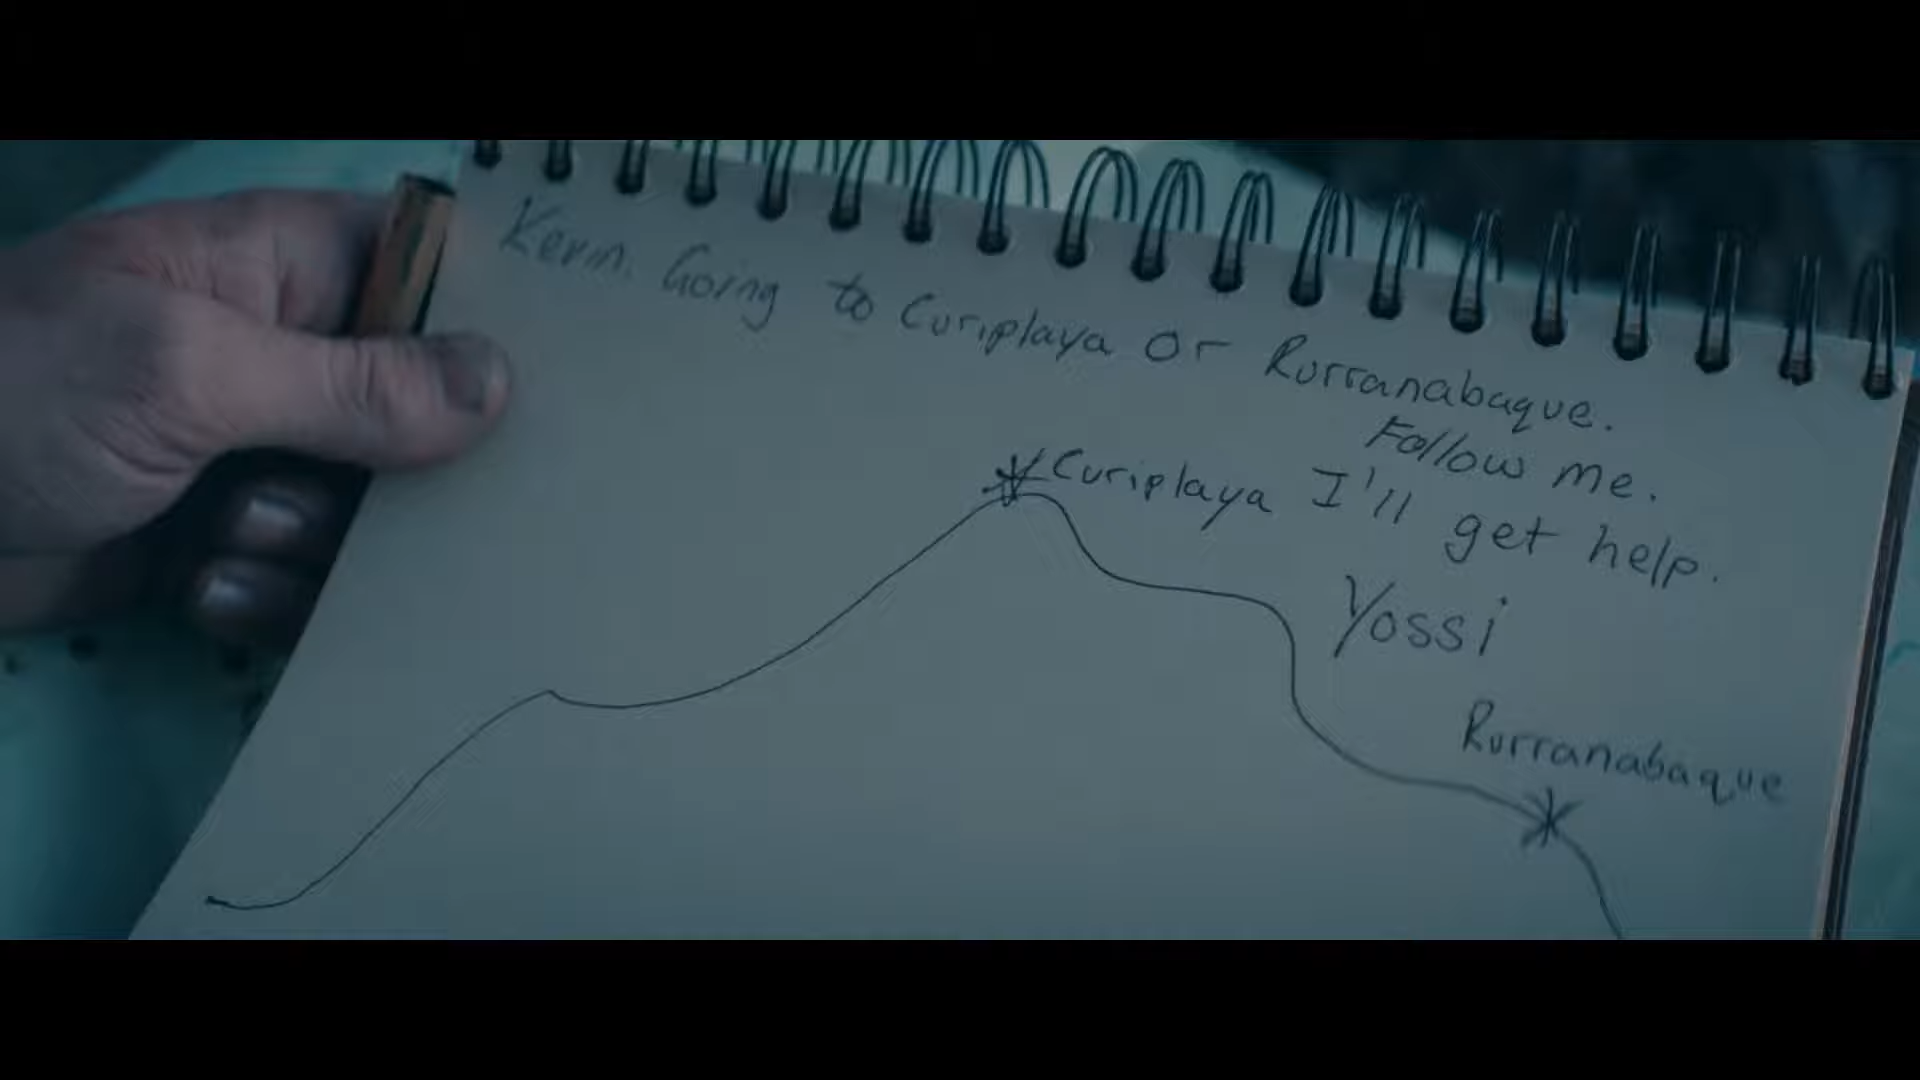 Kevin. Going to Curiplaya or Rurranabaque.
Follow me.
Curiplaya I'll get help.
Yossi
Rurranabaque